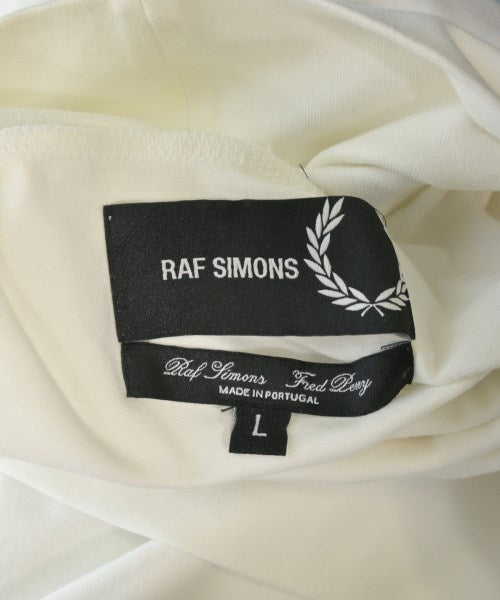 RAF SIMONS
Raf Simons Fred Perry
MADE IN PORTUGAL
L